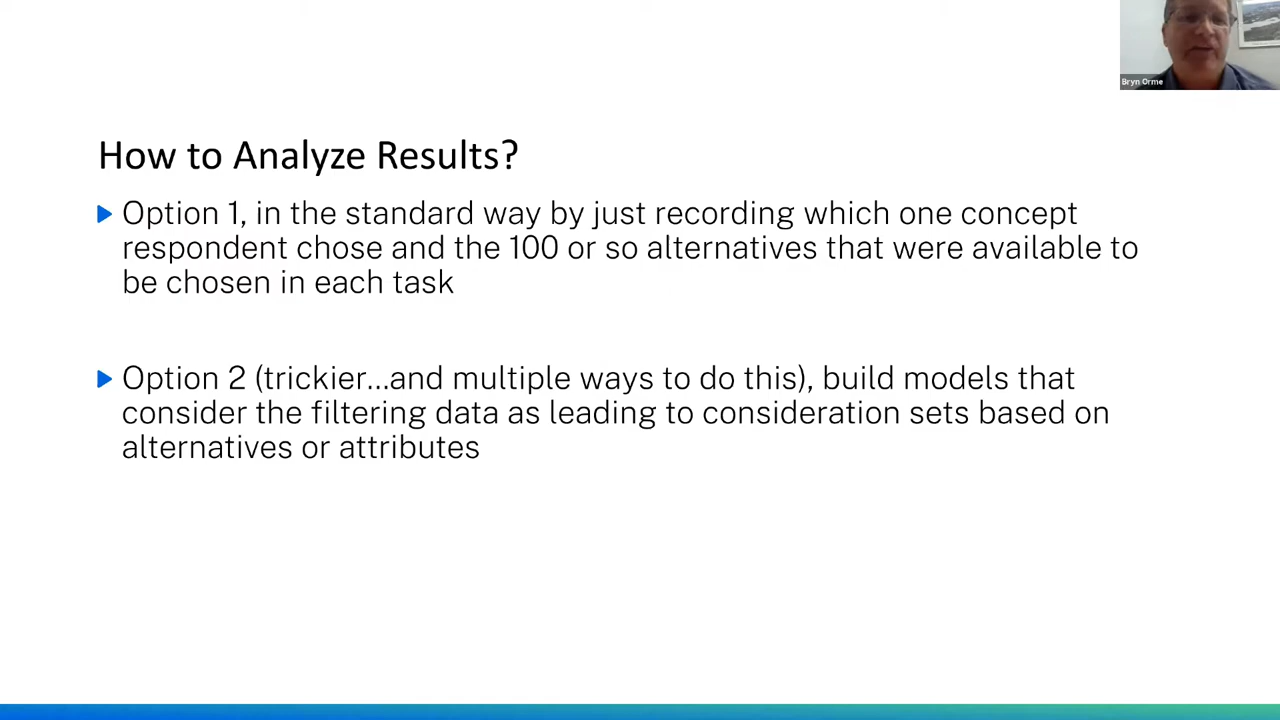 Bryn Orme
How to Analyze Results?
Option 1, in the standard way by just recording which one concept
respondent chose and the 100 or so alternatives that were available to
be chosen in each task
Option 2 (trickier...and multiple ways to do this), build models that
consider the filtering data as leading to consideration sets based on
alternatives or attributes